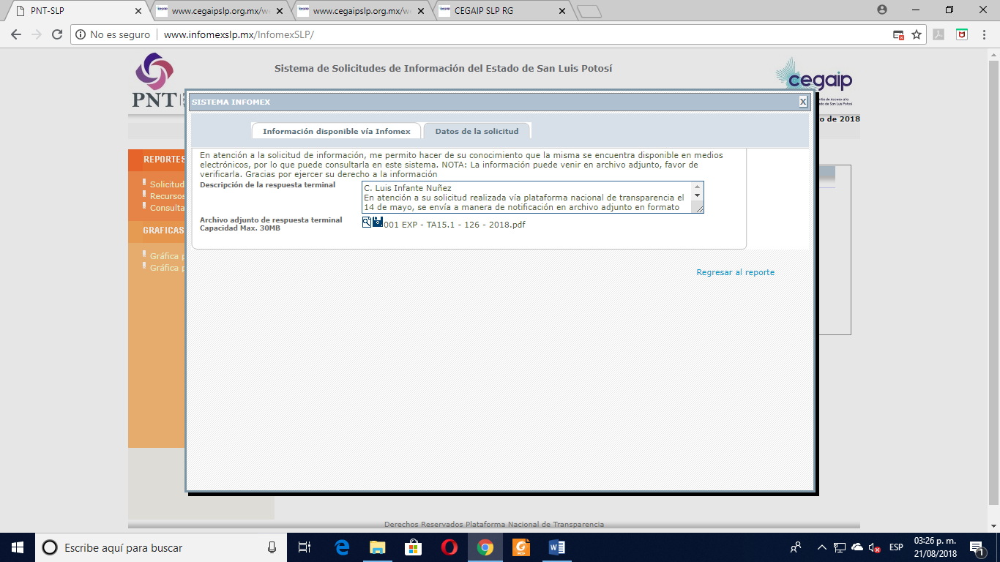 PNT-SLP
www.cegaipslp.org.mx/we
www.cegaipslp.org.mx/we
CEGAIP SLP RG
No es seguro
www.infomexslp.mx/InfomexSLP/
PNT
Sistema de Solicitudes de Información del Estado de San Luis Potosí
cegaip
o de 2018
SISTEMA INFOMEX
X
Información disponible vía Infomex
Datos de la solicitud
En atención a la solicitud de información, me permito hacer de su conocimiento que la misma se encuentra disponible en medios
electrónicos, por lo que puede consultarla en este sistema. NOTA: La información puede venir en archivo adjunto, favor de
verificarla. Gracias por ejercer su derecho a la información
Descripción de la respuesta terminal
C. Luis Infante Nuñez
En atención a su solicitud realizada vía plataforma nacional de transparencia el
14 de mayo, se envía a manera de notificación en archivo adjunto en formato
Archivo adjunto de respuesta terminal
Capacidad Max. 30MB
001 EXP - TA15.1 - 126 - 2018.pdf
Regresar al reporte
REPORTES
Solicitud
Recursos
Consulta
GRAFICAS
Gráfica p
Gráfica p
Derechos Reservados Plataforma Nacional de Transparencia
Escribe aquí para buscar
ESP
03:26 p. m.
21/08/2018
1